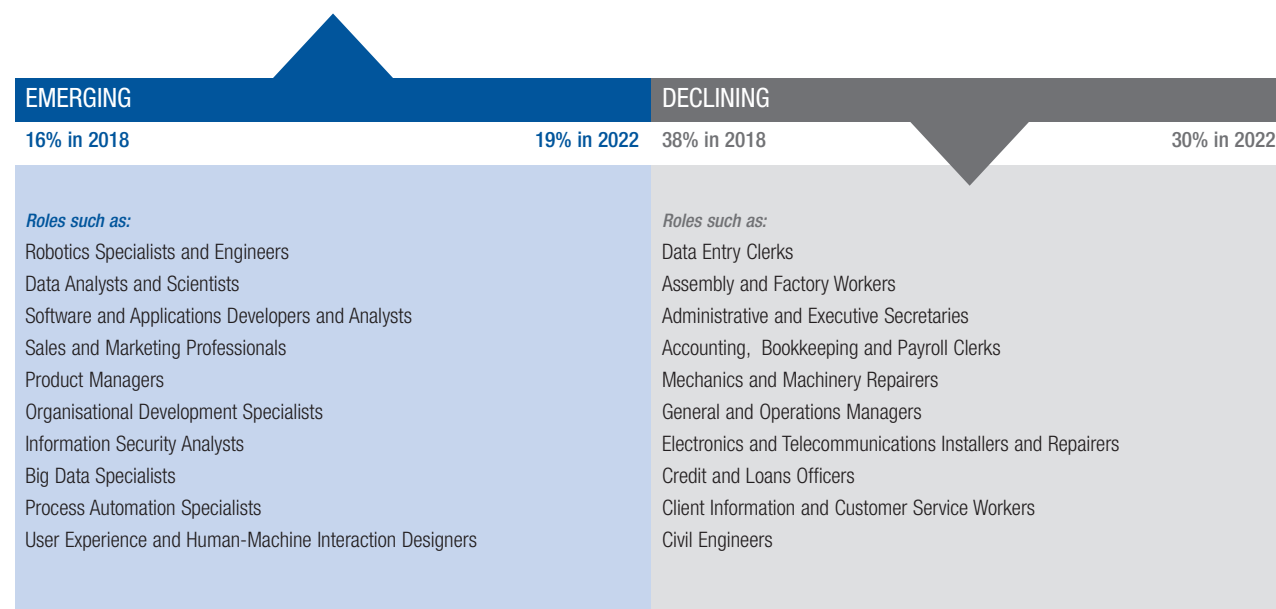 EMERGING
16% in 2018 19% in 2022
Roles such as:
Robotics Specialists and Engineers
Data Analysts and Scientists
Software and Applications Developers and Analysts
Sales and Marketing Professionals
Product Managers
Organisational Development Specialists
Information Security Analysts
Big Data Specialists
Process Automation Specialists
User Experience and Human-Machine Interaction Designers
DECLINING
38% in 2018 30% in 2022
Roles such as:
Data Entry Clerks
Assembly and Factory Workers
Administrative and Executive Secretaries
Accounting, Bookkeeping and Payroll Clerks
Mechanics and Machinery Repairers
General and Operations Managers
Electronics and Telecommunications Installers and Repairers
Credit and Loans Officers
Client Information and Customer Service Workers
Civil Engineers